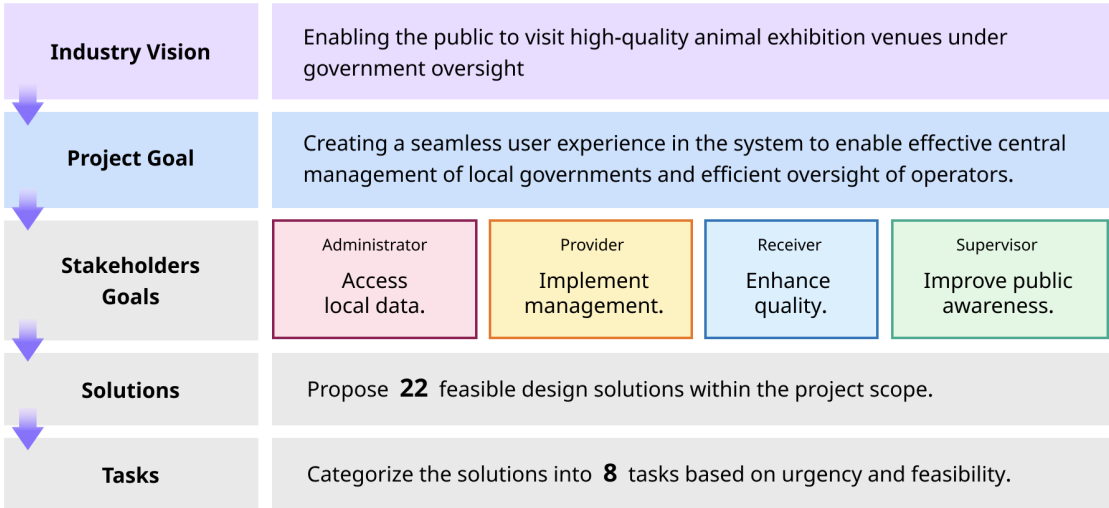 Industry Vision
Enabling the public to visit high-quality animal exhibition venues under
government oversight
Project Goal
Creating a seamless user experience in the system to enable effective central
management of local governments and efficient oversight of operators.
Stakeholders
Goals
Administrator
Access
local data.
Provider
Implement
management.
Receiver
Enhance
quality.
Supervisor
Improve public
awareness.
Solutions
Propose 22 feasible design solutions within the project scope.
Tasks
Categorize the solutions into 8 tasks based on urgency and feasibility.